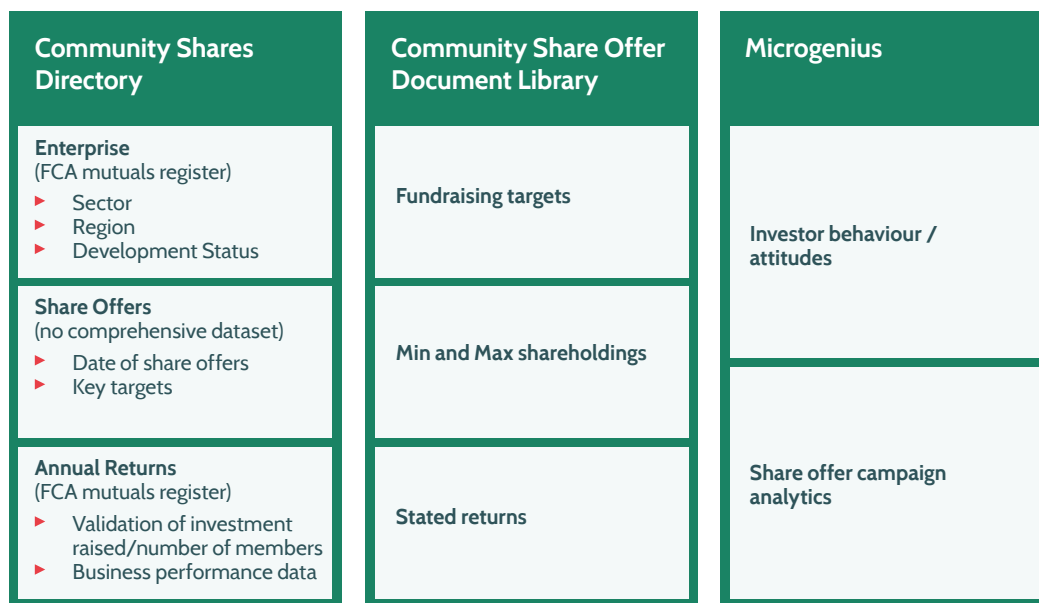 Community Shares
Directory
Enterprise
(FCA mutuals register)
Sector
Region
Development Status
Share Offers
(no comprehensive dataset)
Date of share offers
Key targets
Annual Returns
(FCA mutuals register)
Validation of investment
raised/number of members
Business performance data
Community Share Offer
Document Library
Fundraising targets
Min and Max shareholdings
Stated returns
Microgenius
Investor behaviour /
attitudes
Share offer campaign
analytics